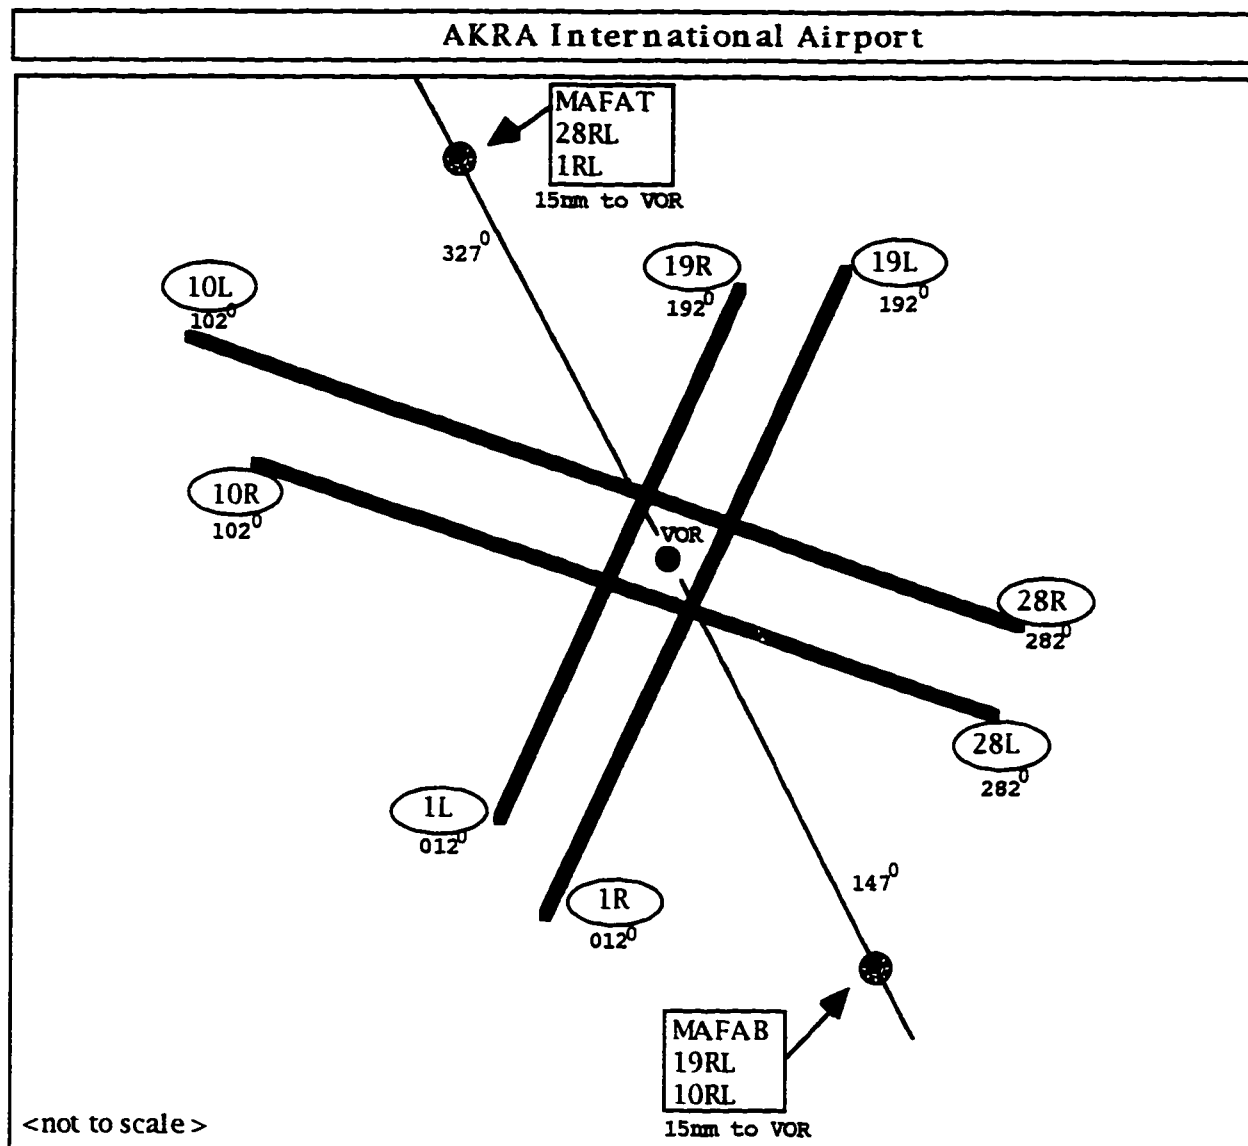 AKRA International Airport
MAFAT
28RL
1RL
15nm to VOR
327⁰
19R
192⁰
19L
192⁰
10L
102⁰
10R
102⁰
VOR
28R
282⁰
28L
282⁰
1L
012⁰
1R
012⁰
147⁰
MAFAB
19RL
10RL
15nm to VOR
<not to scale>